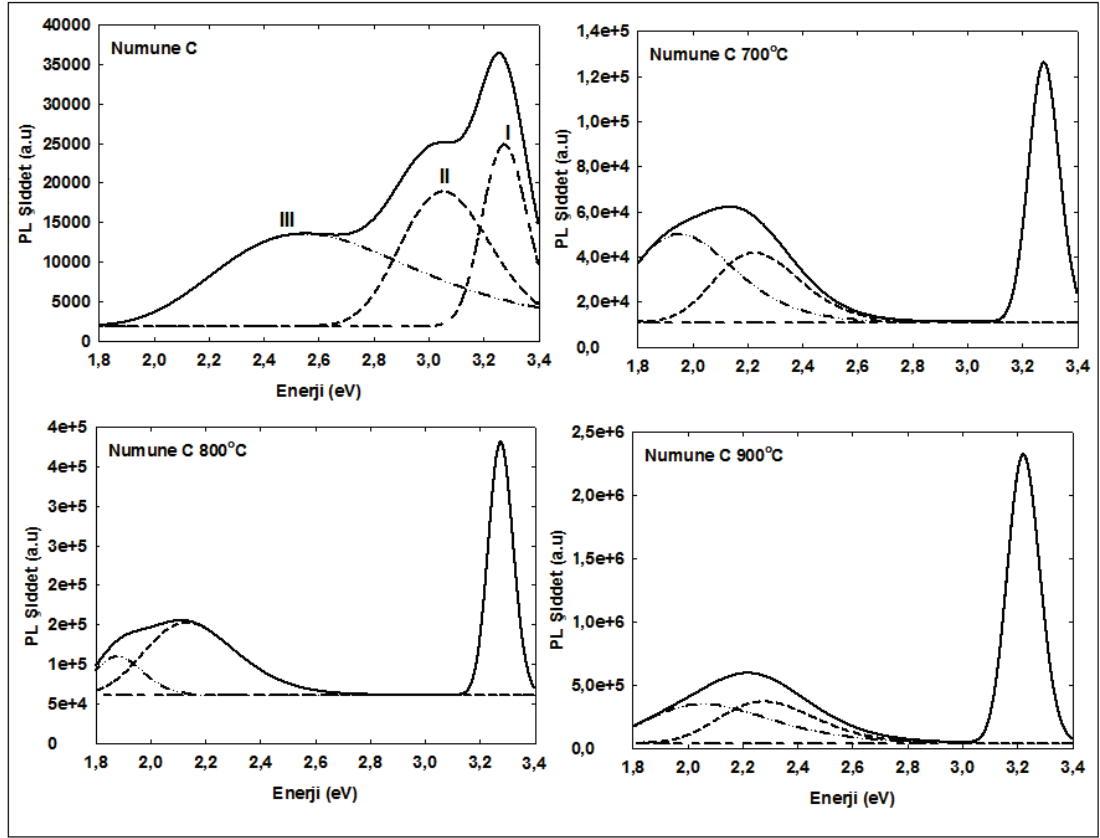 Numune C
PL Şiddet (a.u)
40000
35000
30000
25000
20000
15000
10000
5000
0
I
II
III
1,8 2,0 2,2 2,4 2,6 2,8 3,0 3,2 3,4
Enerji (eV)
Numune C 700°C
PL Şiddet (a.u)
1,4e+5
1,2e+5
1,0e+5
8,0e+4
6,0e+4
4,0e+4
2,0e+4
0,0
1,8 2,0 2,2 2,4 2,6 2,8 3,0 3,2 3,4
Enerji (eV)
Numune C 800°C
PL Şiddet (a.u)
4e+5
4e+5
3e+5
3e+5
2e+5
2e+5
1e+5
5e+4
0
1,8 2,0 2,2 2,4 2,6 2,8 3,0 3,2 3,4
Enerji (eV)
Numune C 900°C
PL Şiddet (a.u)
2,5e+6
2,0e+6
1,5e+6
1,0e+6
5,0e+5
0,0
1,8 2,0 2,2 2,4 2,6 2,8 3,0 3,2 3,4
Enerji (eV)